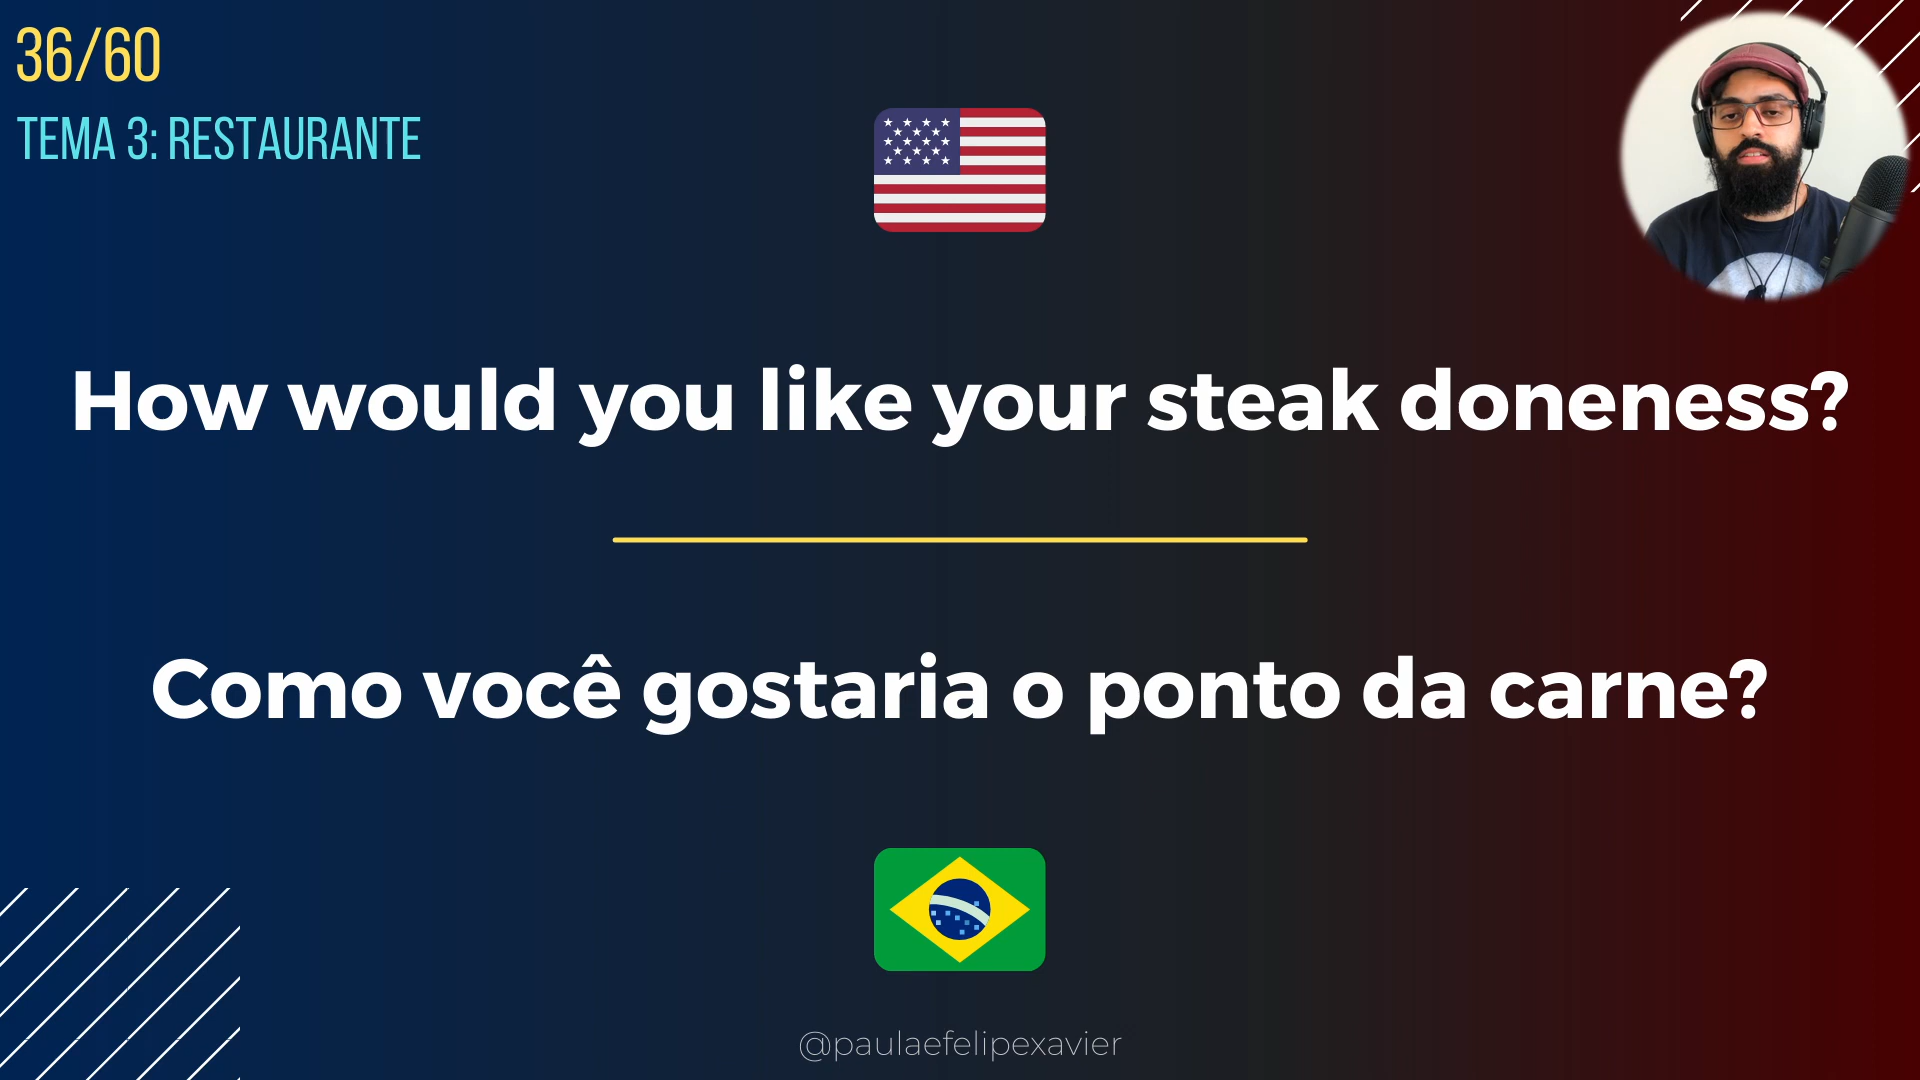 36/60
TEMA 3: RESTAURANTE
How would you like your steak doneness?
Como você gostaria o ponto da carne?
@paulaefelipexavier